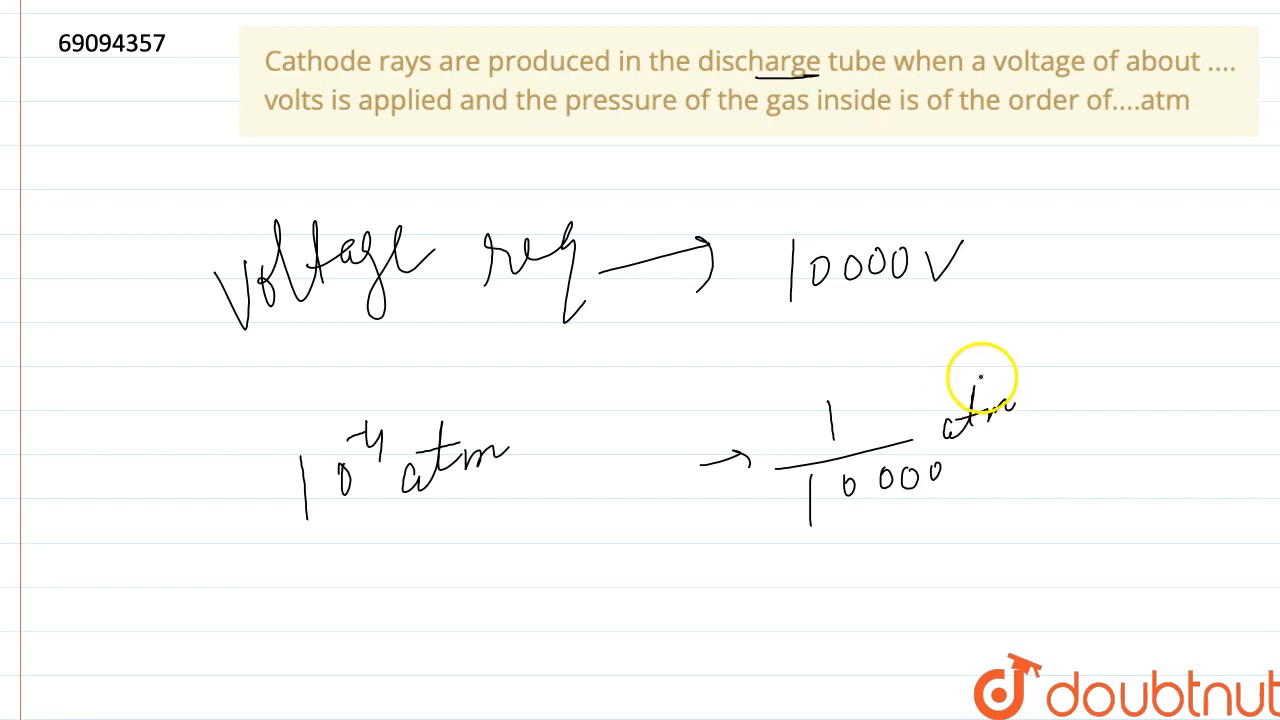 69094357
Cathode rays are produced in the discharge tube when a voltage of about ....
volts is applied and the pressure of the gas inside is of the order of....atm
voltage req → 10000V
10⁻⁴ atm → 1/10000 atm
doubtnut